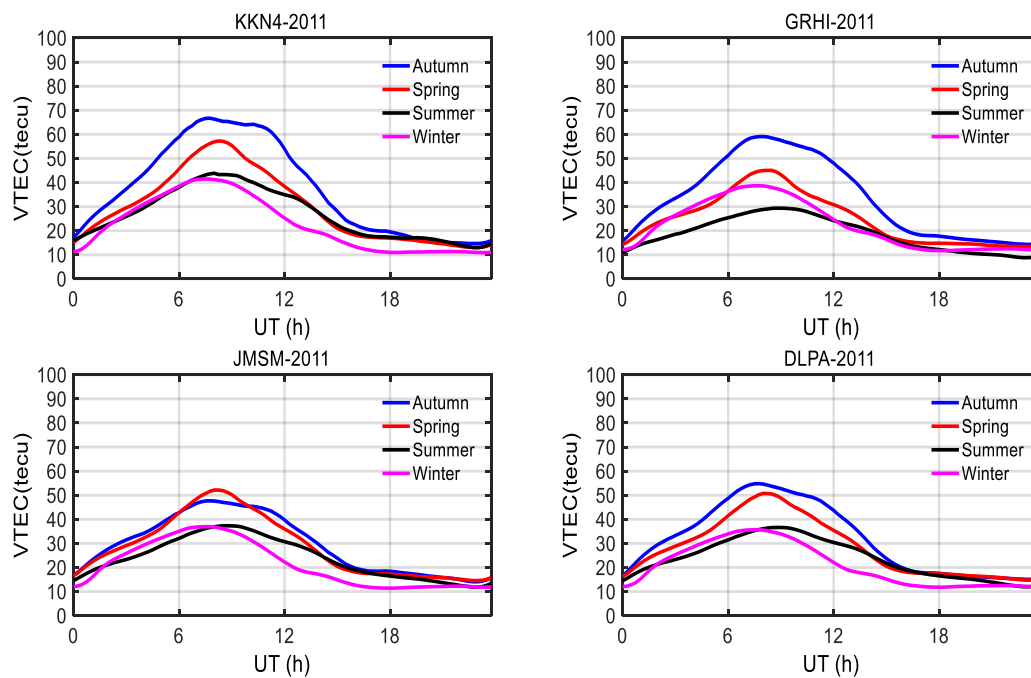 KKN4-2011
100
90
80
70
60
50
40
30
20
10
0
VTEC(tecu)
0 6 12 18
UT (h)
Autumn
Spring
Summer
Winter
GRHI-2011
100
90
80
70
60
50
40
30
20
10
0
VTEC(tecu)
0 6 12 18
UT (h)
Autumn
Spring
Summer
Winter
JMSM-2011
100
90
80
70
60
50
40
30
20
10
0
VTEC(tecu)
0 6 12 18
UT (h)
Autumn
Spring
Summer
Winter
DLPA-2011
100
90
80
70
60
50
40
30
20
10
0
VTEC(tecu)
0 6 12 18
UT (h)
Autumn
Spring
Summer
Winter